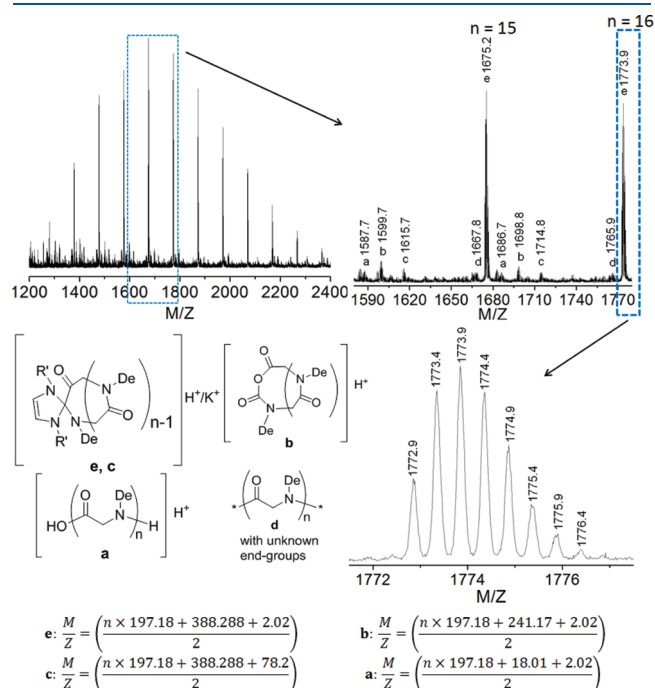 n = 15
n = 16
1587.7
a
1599.7
b
1615.7
c
1667.8
d
e 1675.2
1686.7
a
1698.8
b
1714.8
c
1765.9
d
e 1773.9
1200 1400 1600 1800 2000 2200 2400
M/Z
1590 1620 1650 1680 1710 1740 1770
M/Z
R' O De
N O N
N N
R' De O n-1
H⁺/K⁺
e, c
O De
O N
O N O
De
H⁺
b
O De
HO N H
n
H⁺
a
O De
* N *
n
d
with unknown
end-groups
1772.9
1773.4
1773.9
1774.4
1774.9
1775.4
1775.9
1776.4
1772 1774 1776
M/Z
e: M/Z = ((n × 197.18 + 388.288 + 2.02)/2)
b: M/Z = ((n × 197.18 + 241.17 + 2.02)/2)
c: M/Z = ((n × 197.18 + 388.288 + 78.2)/2)
a: M/Z = ((n × 197.18 + 18.01 + 2.02)/2)